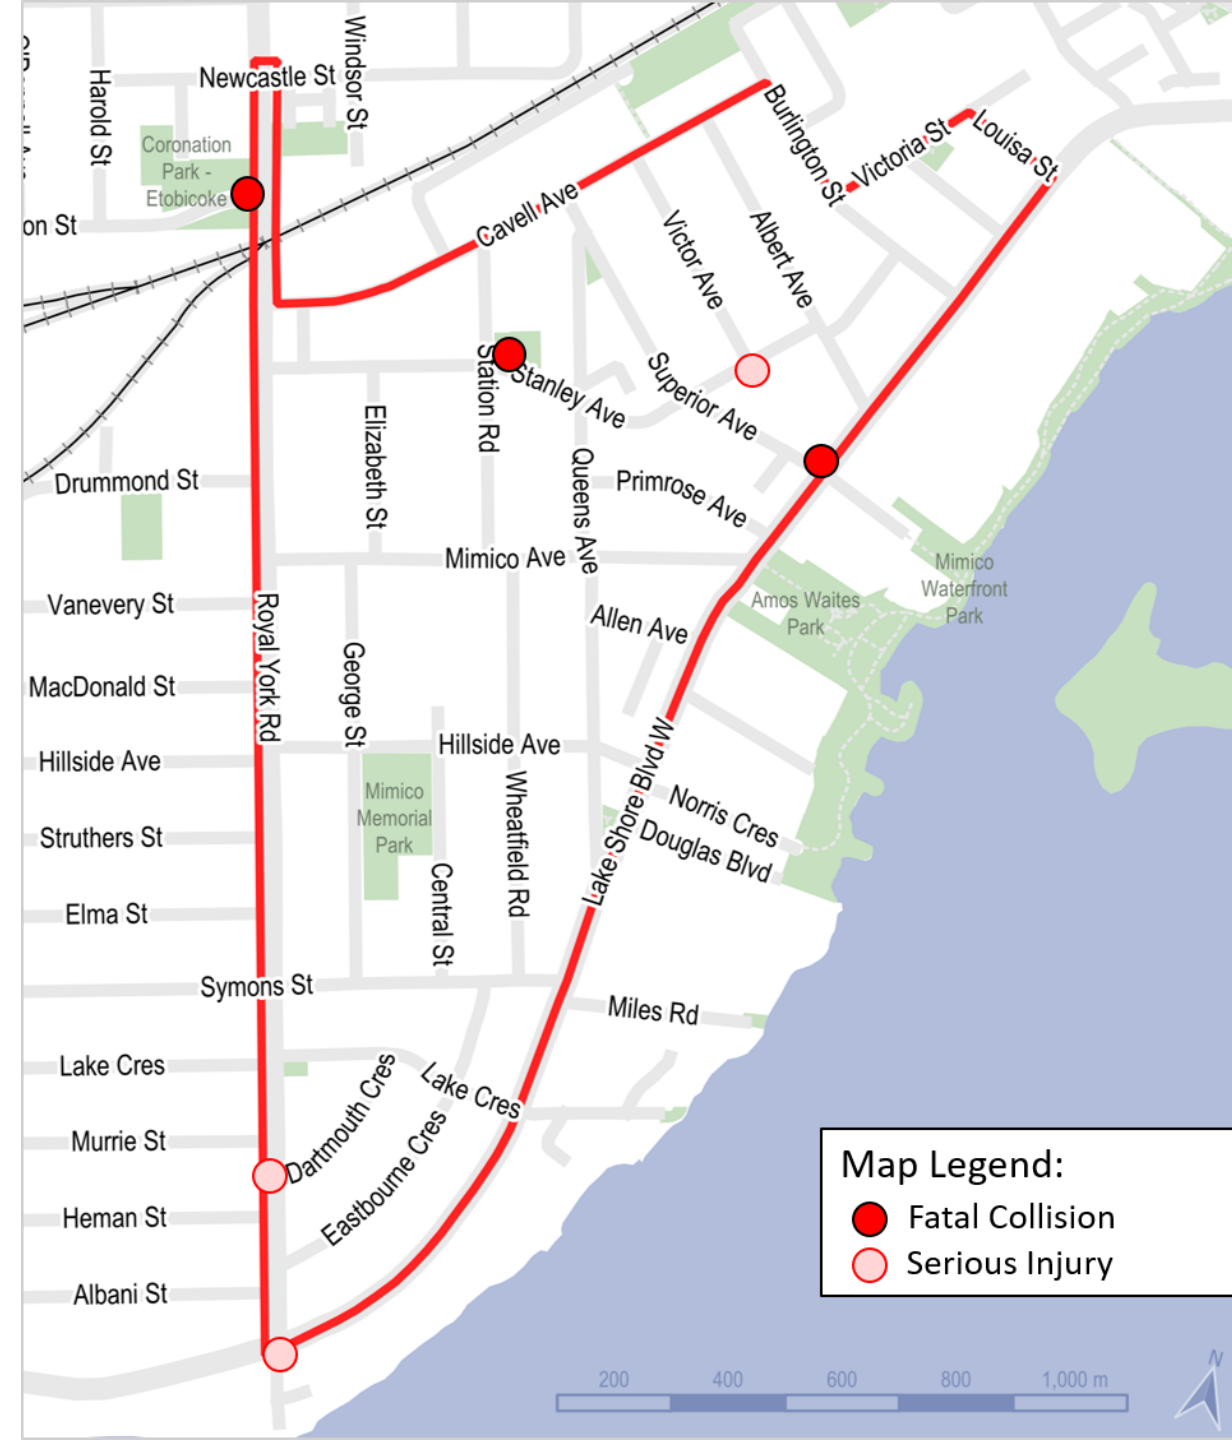 Newcastle St
Windsor St
Harold St
Coronation
Park -
Etobicoke
on St
Burlington St
Victoria St
Louisa St
Cavell Ave
Victor Ave
Albert Ave
Station Rd
Stanley Ave
Superior Ave
Elizabeth St
Queens Ave
Drummond St
Primrose Ave
Mimico Ave
Mimico
Waterfront
Park
Vanevery St
Royal York Rd
Allen Ave
Amos Waites
Park
MacDonald St
George St
Hillside Ave
Hillside Ave
Lake Shore Blvd W
Mimico
Memorial
Park
Wheatfield Rd
Norris Cres
Struthers St
Douglas Blvd
Elma St
Central St
Symons St
Miles Rd
Lake Cres
Lake Cres
Dartmouth Cres
Murrie St
Eastbourne Cres
Heman St
Albani St
Map Legend:
Fatal Collision
Serious Injury
200 400 600 800 1,000 m
N